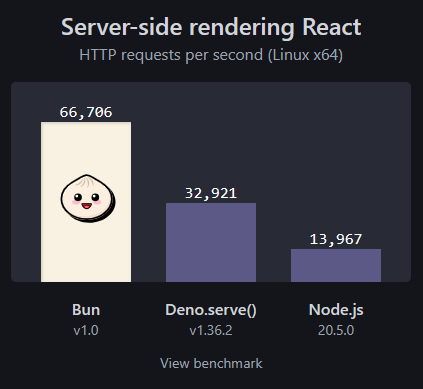 Server-side rendering React
HTTP requests per second (Linux x64)
66,706
32,921
13,967
Bun
v1.0
Deno.serve()
v1.36.2
Node.js
20.5.0
View benchmark